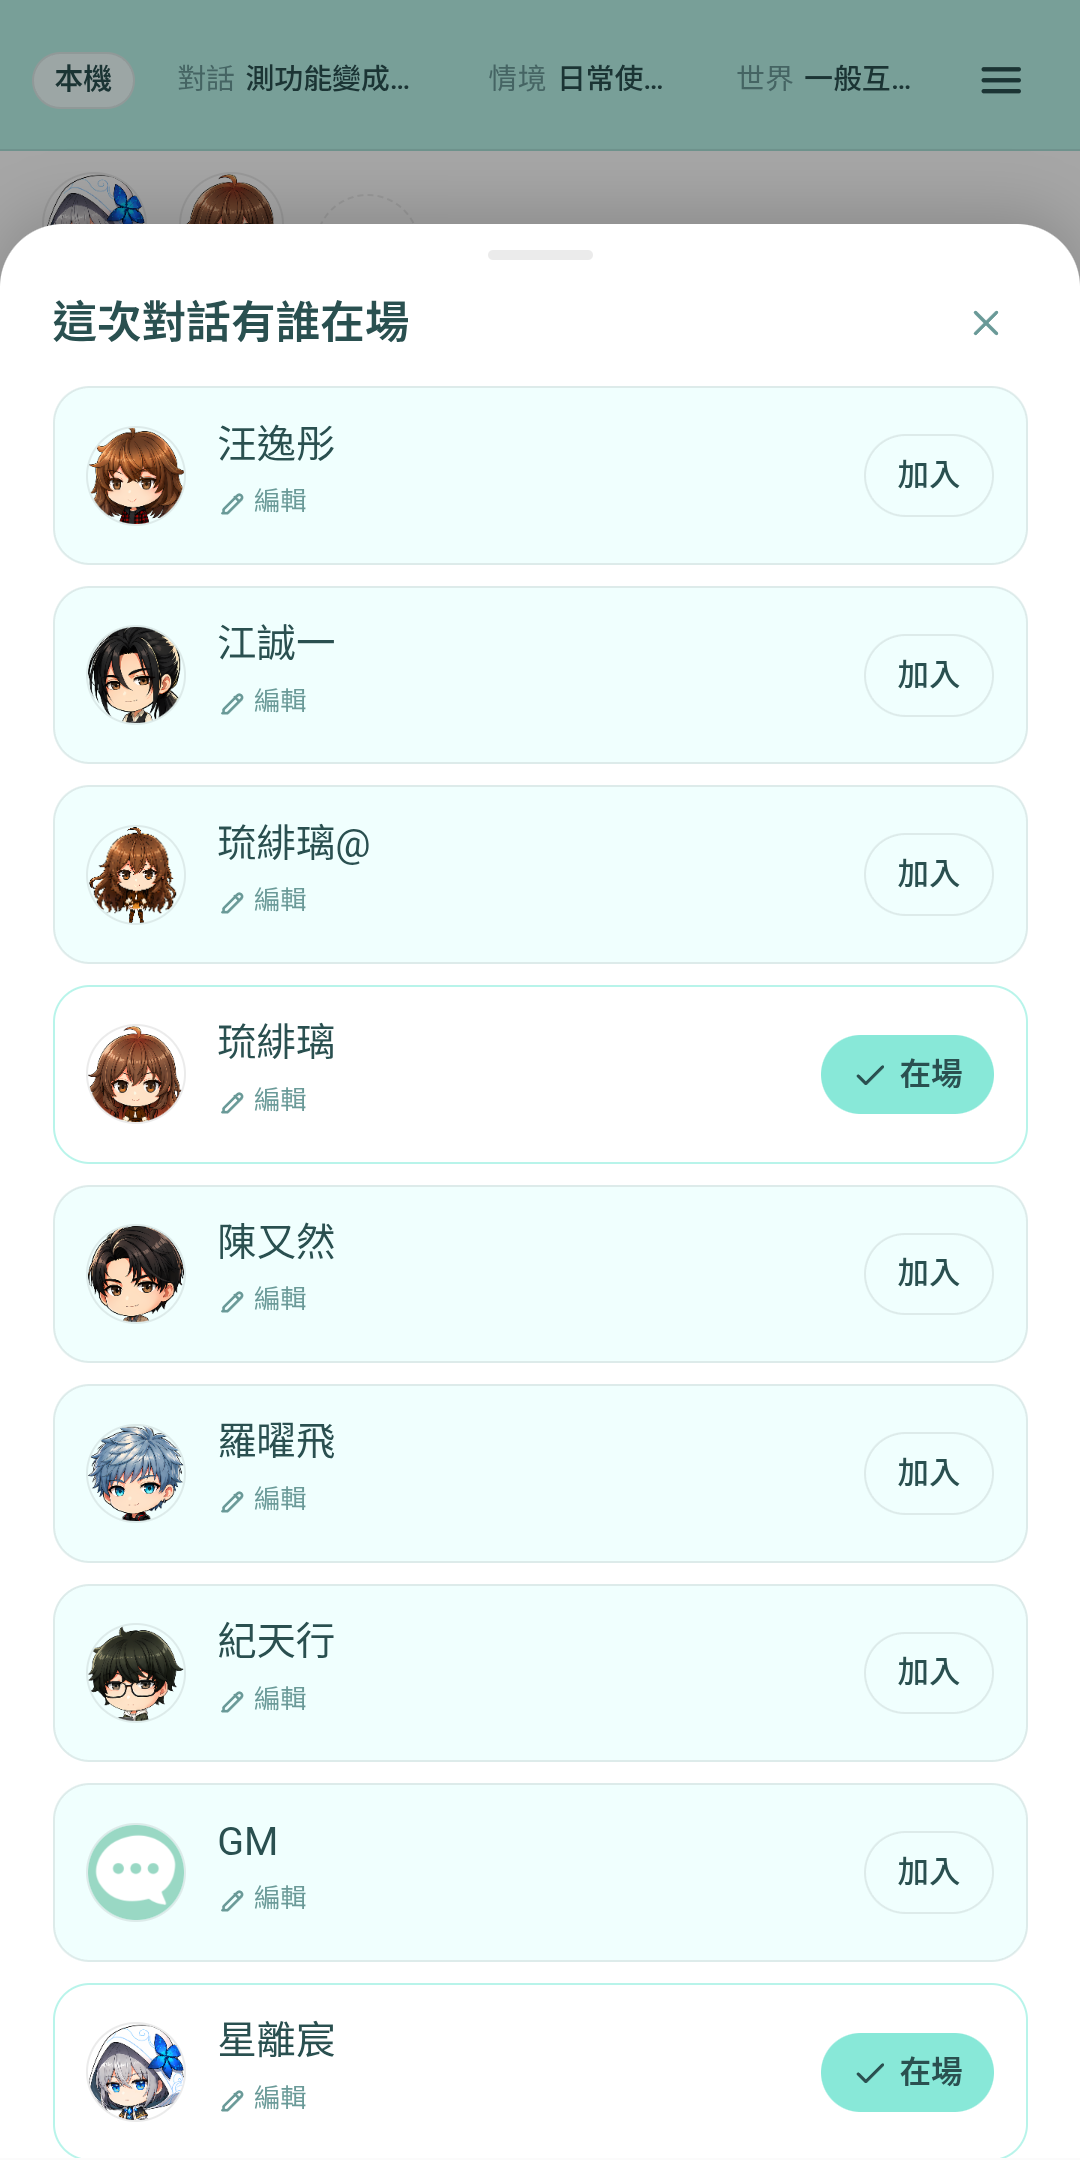 本機 對話 測功能變成... 情境 日常使... 世界 一般互...
這次對話有誰在場
汪逸彤
編輯
加入
江誠一
編輯
加入
琉緋璃@
編輯
加入
琉緋璃
編輯
在場
陳又然
編輯
加入
羅曜飛
編輯
加入
紀天行
編輯
加入
GM
編輯
加入
星離宸
編輯
在場